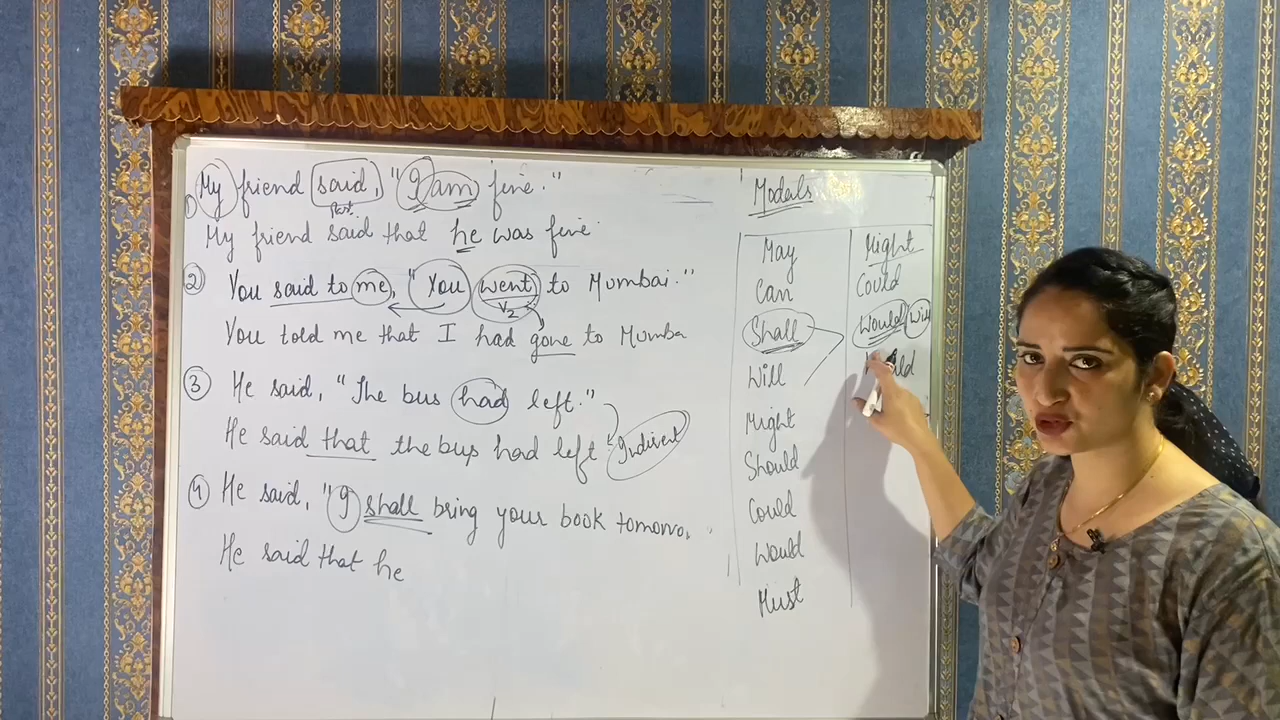 ① My friend said, "I am fine."
Past.
My friend said that he was fine
② You said to me, "You went to Mumbai."
V2
You told me that I had gone to Mumba
③ He said, "The bus had left."
He said that the bus had left Indirect
④ He said, "I shall bring your book tomorro,"
He said that he
Modals
May Might
Can Could
Shall Would
Will
Might
Should
Could
Would
Must